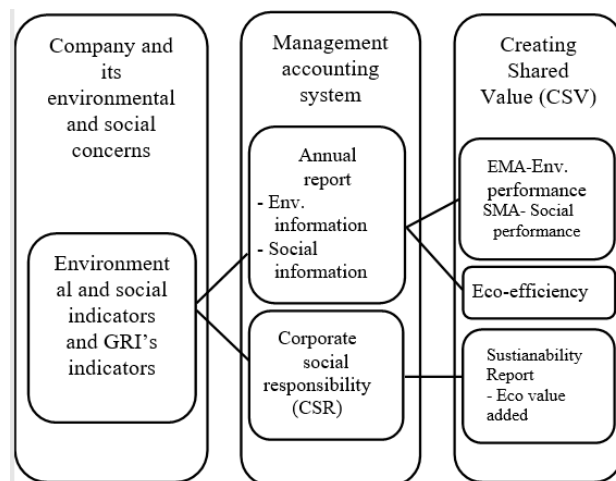 Company and
its
environmental
and social
concerns
Environment
al and social
indicators
and GRI's
indicators
Management
accounting
system
Annual
report
- Env.
information
- Social
information
Corporate
social
responsibility
(CSR)
Creating
Shared
Value (CSV)
EMA-Env.
performance
SMA- Social
performance
Eco-efficiency
Sustianability
Report
- Eco value
added